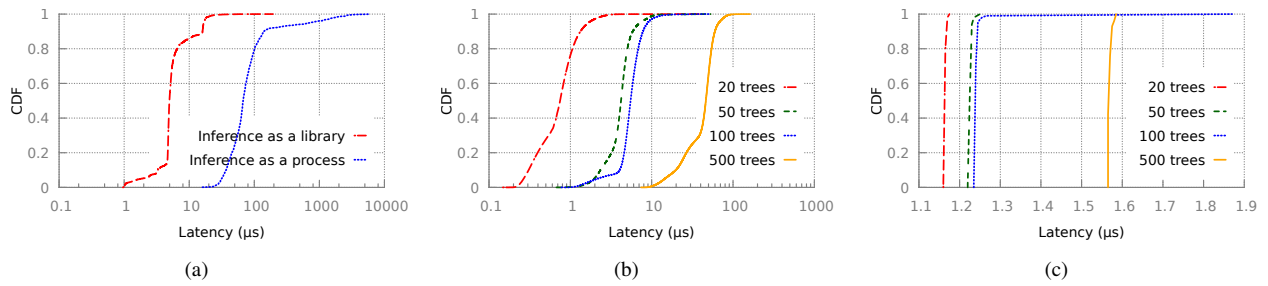 CDF
1
0.8
0.6
0.4
0.2
0
0.1 1 10 100 1000 10000
Latency (µs)
Inference as a library
Inference as a process
(a)
CDF
1
0.8
0.6
0.4
0.2
0
0.1 1 10 100 1000
Latency (µs)
20 trees
50 trees
100 trees
500 trees
(b)
CDF
1
0.8
0.6
0.4
0.2
0
1.1 1.2 1.3 1.4 1.5 1.6 1.7 1.8 1.9
Latency (µs)
20 trees
50 trees
100 trees
500 trees
(c)